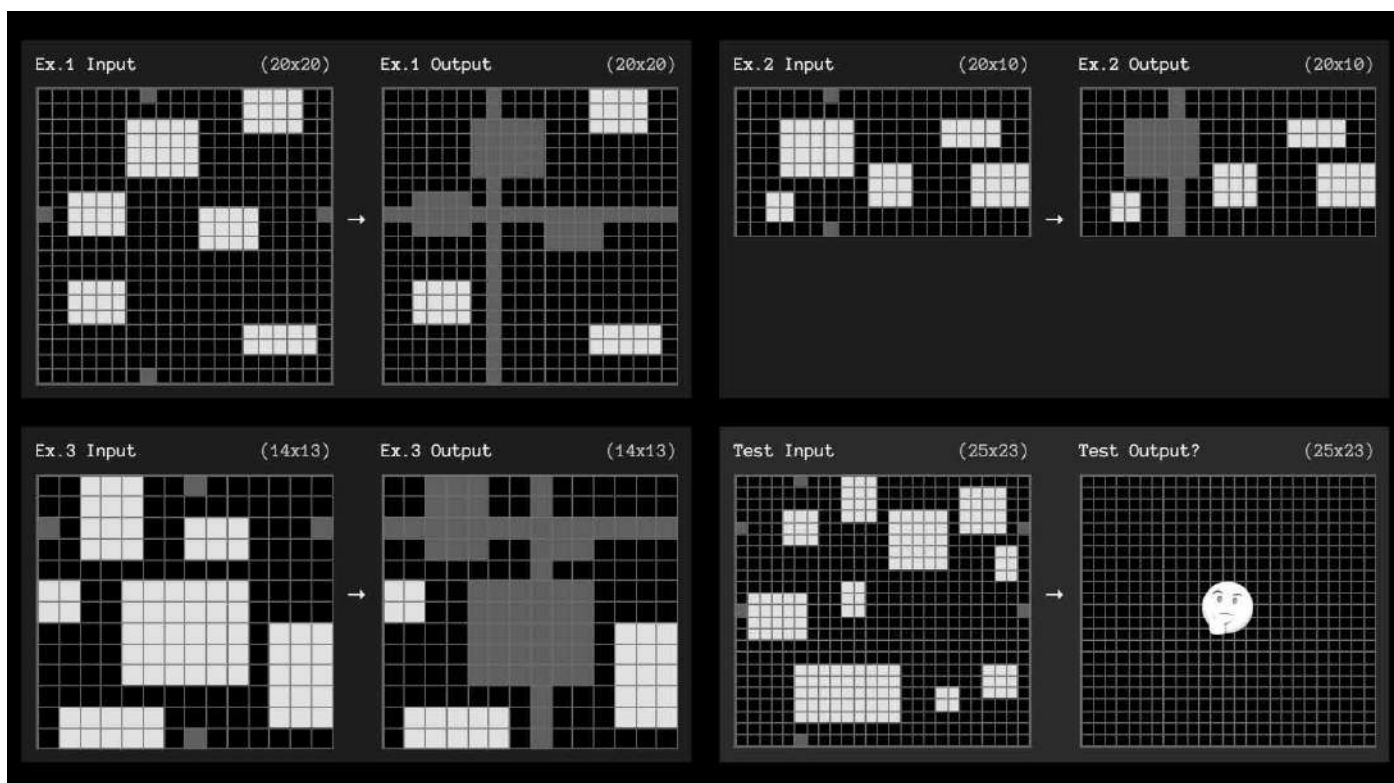 Ex.1 Input (20x20) Ex.1 Output (20x20)
Ex.2 Input (20x10) Ex.2 Output (20x10)
→
→
Ex.3 Input (14x13) Ex.3 Output (14x13)
Test Input (25x23) Test Output? (25x23)
→
→